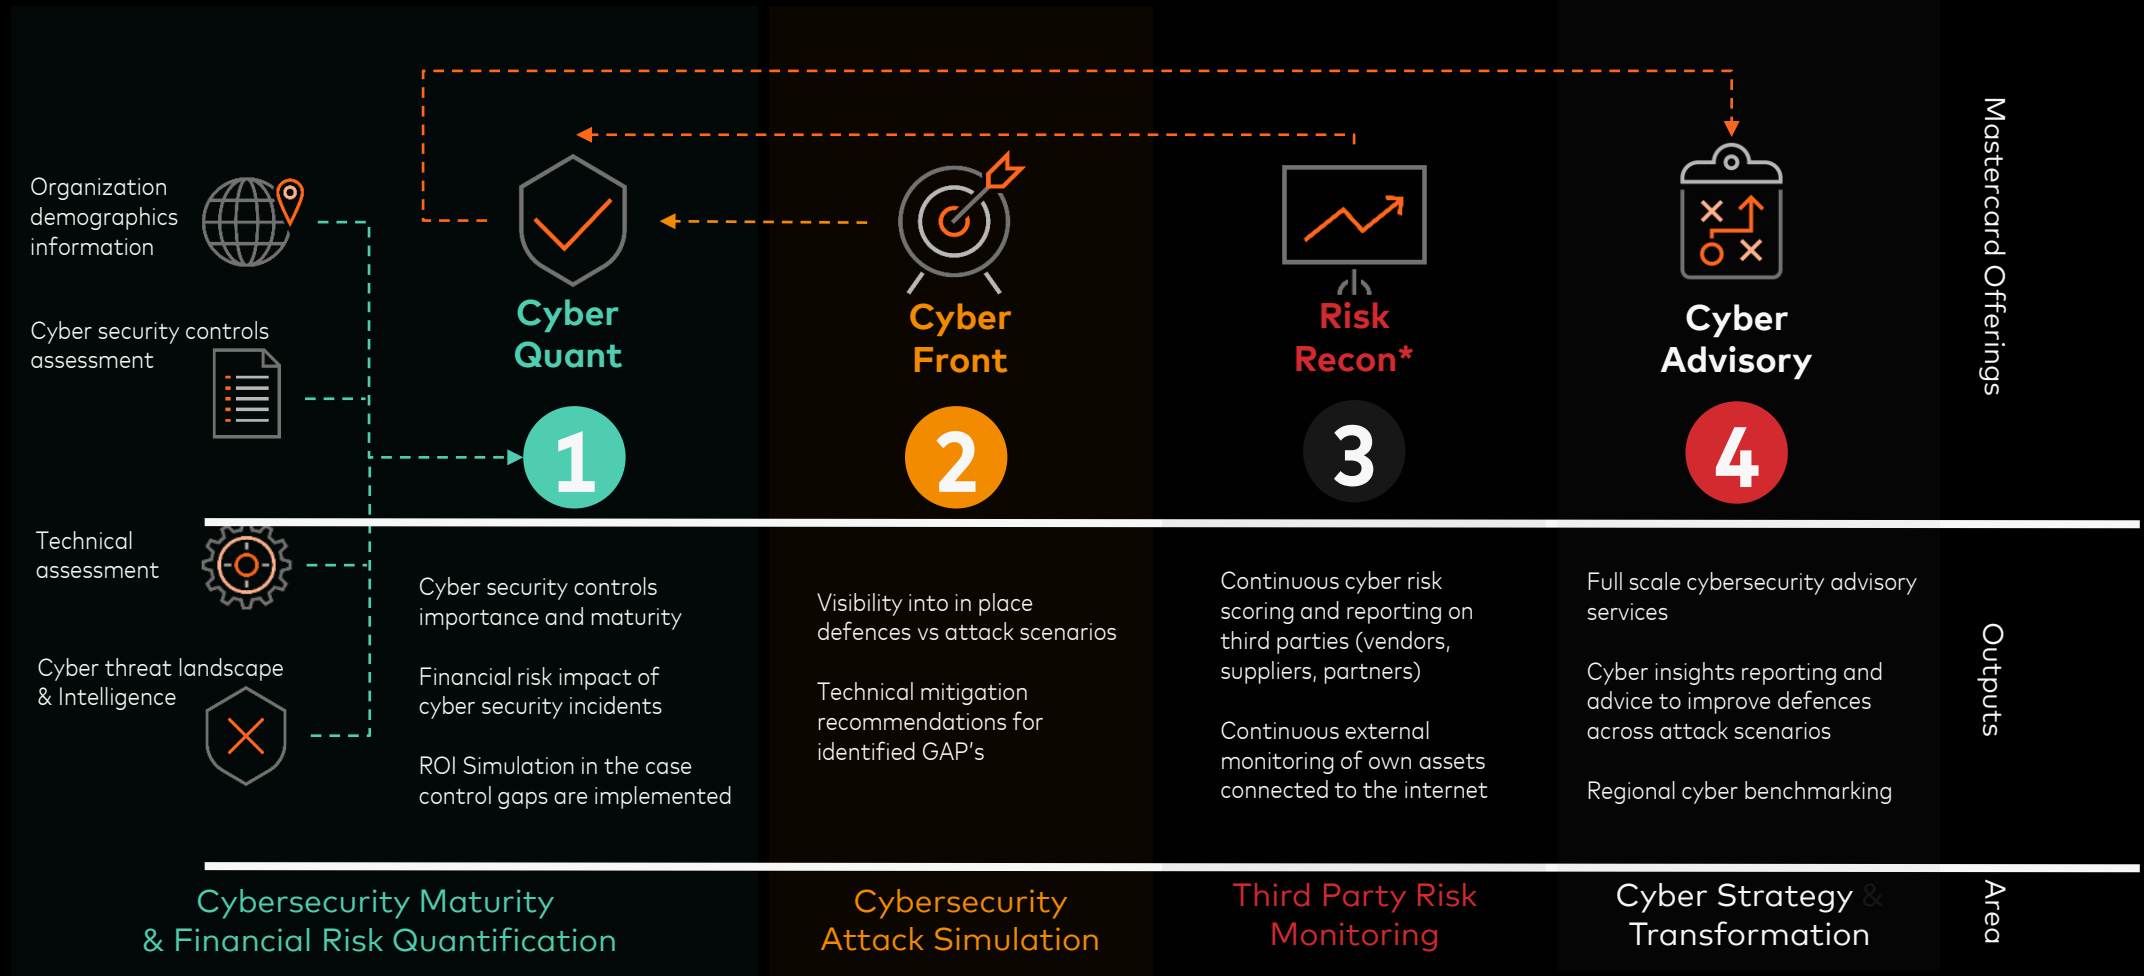 Organization
demographics
information
Cyber security controls
assessment
Technical
assessment
Cyber threat landscape
& Intelligence
Cyber
Quant
1
Cyber security controls
importance and maturity
Financial risk impact of
cyber security incidents
ROI Simulation in the case
control gaps are implemented
Cybersecurity Maturity
& Financial Risk Quantification
Cyber
Front
2
Visibility into in place
defences vs attack scenarios
Technical mitigation
recommendations for
identified GAP's
Cybersecurity
Attack Simulation
Risk
Recon*
3
Continuous cyber risk
scoring and reporting on
third parties (vendors,
suppliers, partners)
Continuous external
monitoring of own assets
connected to the internet
Third Party Risk
Monitoring
Cyber
Advisory
4
Full scale cybersecurity advisory
services
Cyber insights reporting and
advice to improve defences
across attack scenarios
Regional cyber benchmarking
Cyber Strategy &
Transformation
Mastercard Offerings
Outputs
Area